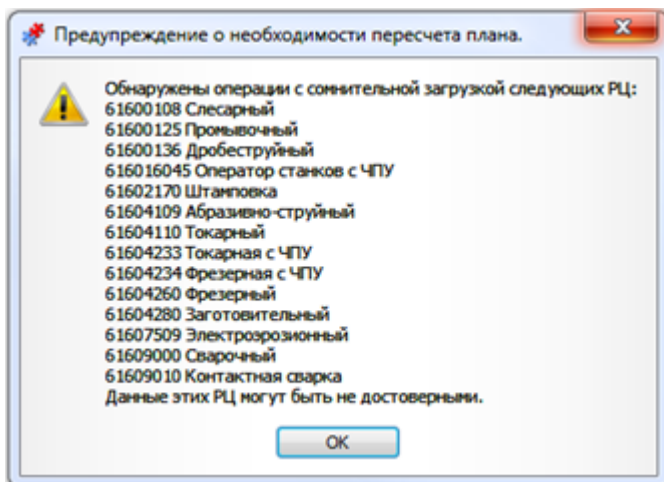 Предупреждение о необходимости пересчета плана.
Обнаружены операции с сомнительной загрузкой следующих РЦ:
61600108 Слесарный
61600125 Промывочный
61600136 Дробеструйный
616016045 Оператор станков с ЧПУ
61602170 Штамповка
61604109 Абразивно-струйный
61604110 Токарный
61604233 Токарная с ЧПУ
61604234 Фрезерная с ЧПУ
61604260 Фрезерный
61604280 Заготовительный
61607509 Электроэрозионный
61609000 Сварочный
61609010 Контактная сварка
Данные этих РЦ могут быть не достоверными.
OK